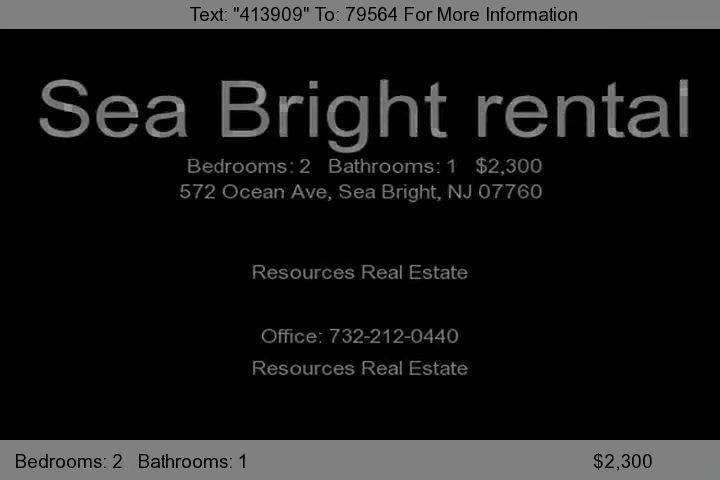 Text: "413909" To: 79564 For More Information
Sea Bright rental
Bedrooms: 2 Bathrooms: 1 $2,300
572 Ocean Ave, Sea Bright, NJ 07760
Resources Real Estate
Office: 732-212-0440
Resources Real Estate
Bedrooms: 2 Bathrooms: 1 $2,300